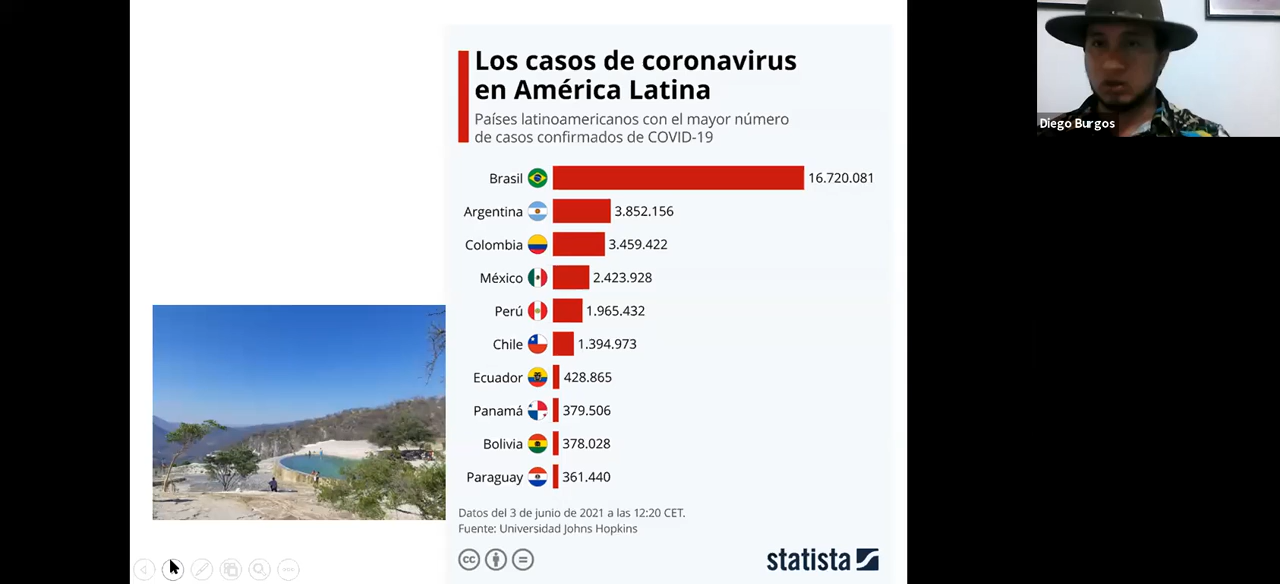 Los casos de coronavirus
en América Latina
Países latinoamericanos con el mayor número
de casos confirmados de COVID-19
Brasil 16.720.081
Argentina 3.852.156
Colombia 3.459.422
México 2.423.928
Perú 1.965.432
Chile 1.394.973
Ecuador 428.865
Panamá 379.506
Bolivia 378.028
Paraguay 361.440
Datos del 3 de junio de 2021 a las 12:20 CET.
Fuente: Universidad Johns Hopkins
cc
statista
Diego Burgos